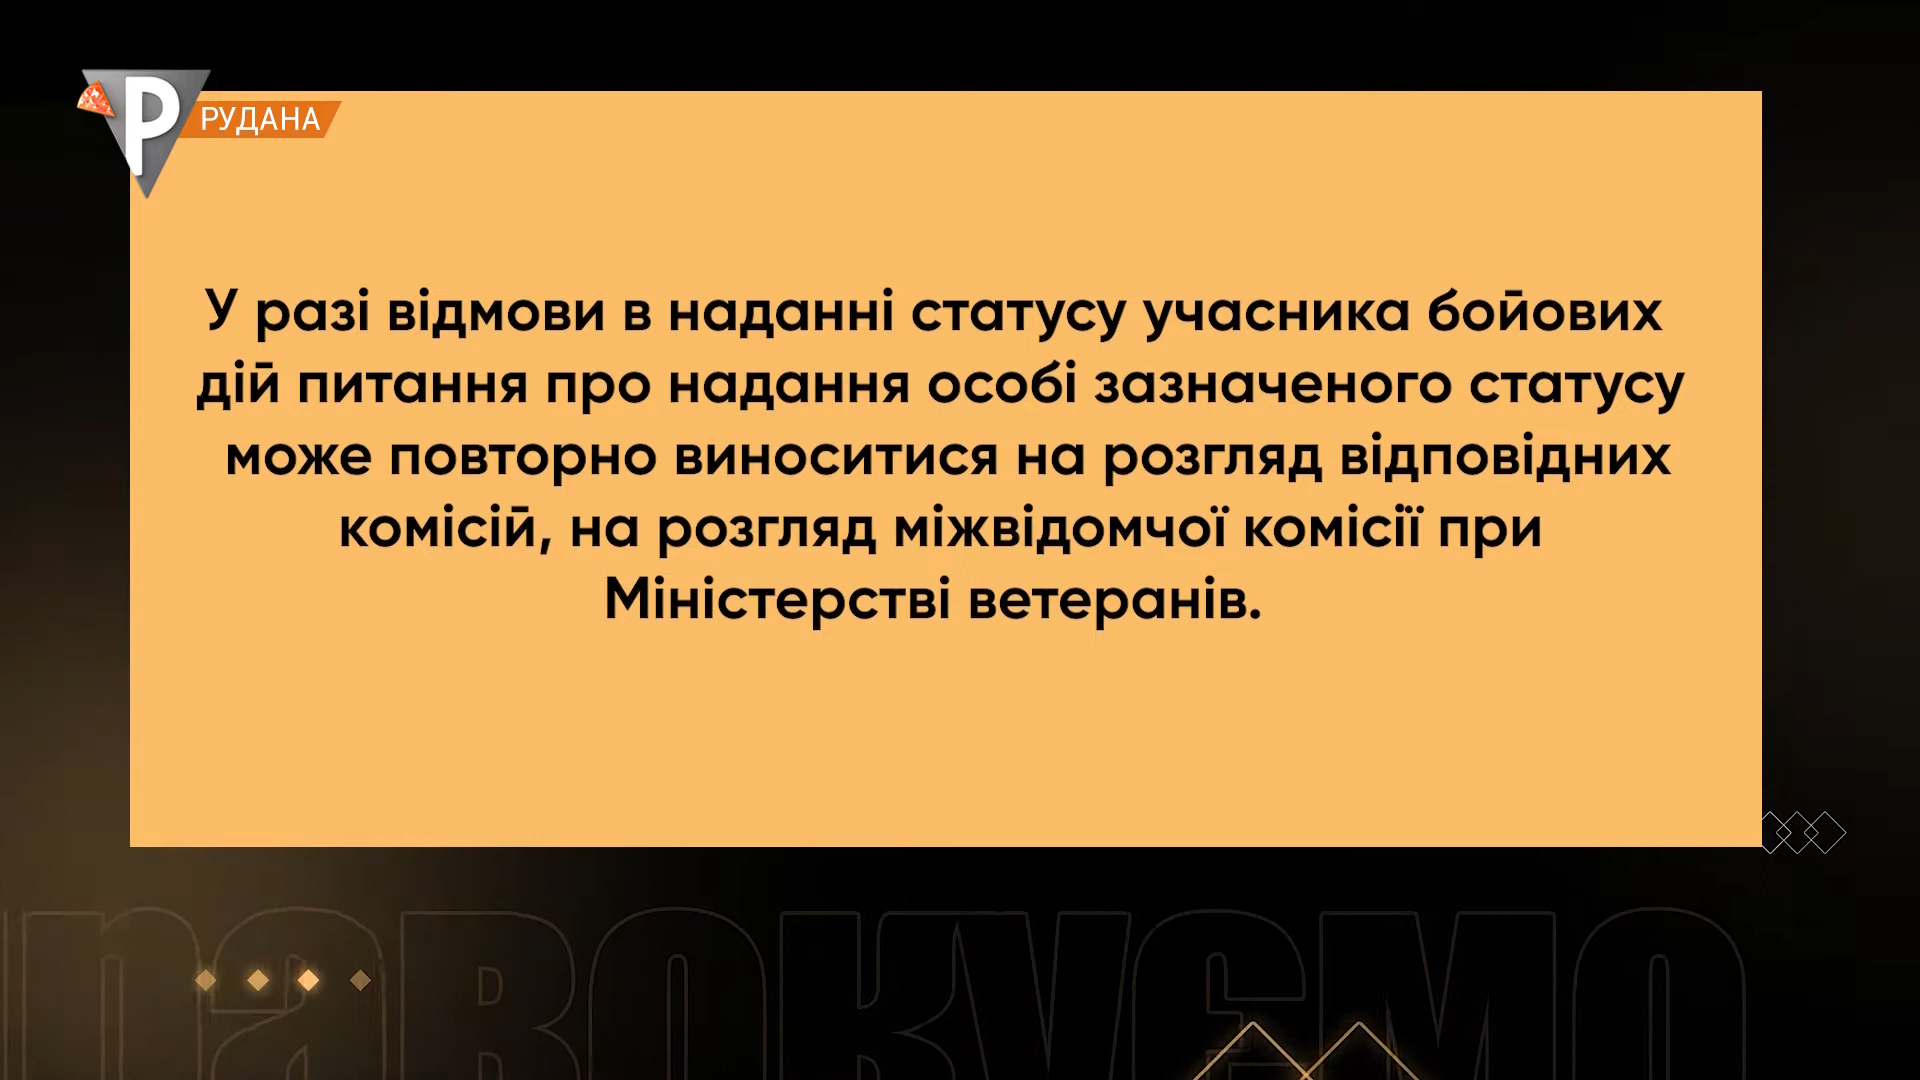 Р РУДАНА
У разі відмови в наданні статусу учасника бойових
дій питання про надання особі зазначеного статусу
може повторно виноситися на розгляд відповідних
комісій, на розгляд міжвідомчої комісії при
Міністерстві ветеранів.